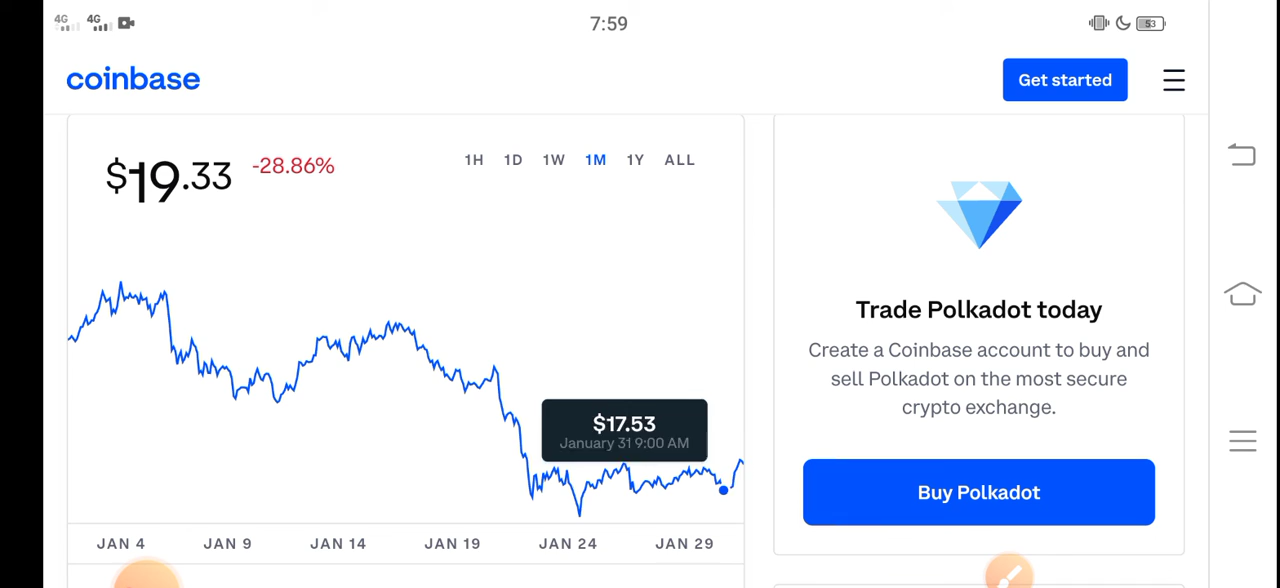 4G 4G 7:59 53
coinbase Get started
$19.33 -28.86% 1H 1D 1W 1M 1Y ALL
Trade Polkadot today
Create a Coinbase account to buy and
sell Polkadot on the most secure
crypto exchange.
$17.53
January 31 9:00 AM
Buy Polkadot
JAN 4 JAN 9 JAN 14 JAN 19 JAN 24 JAN 29